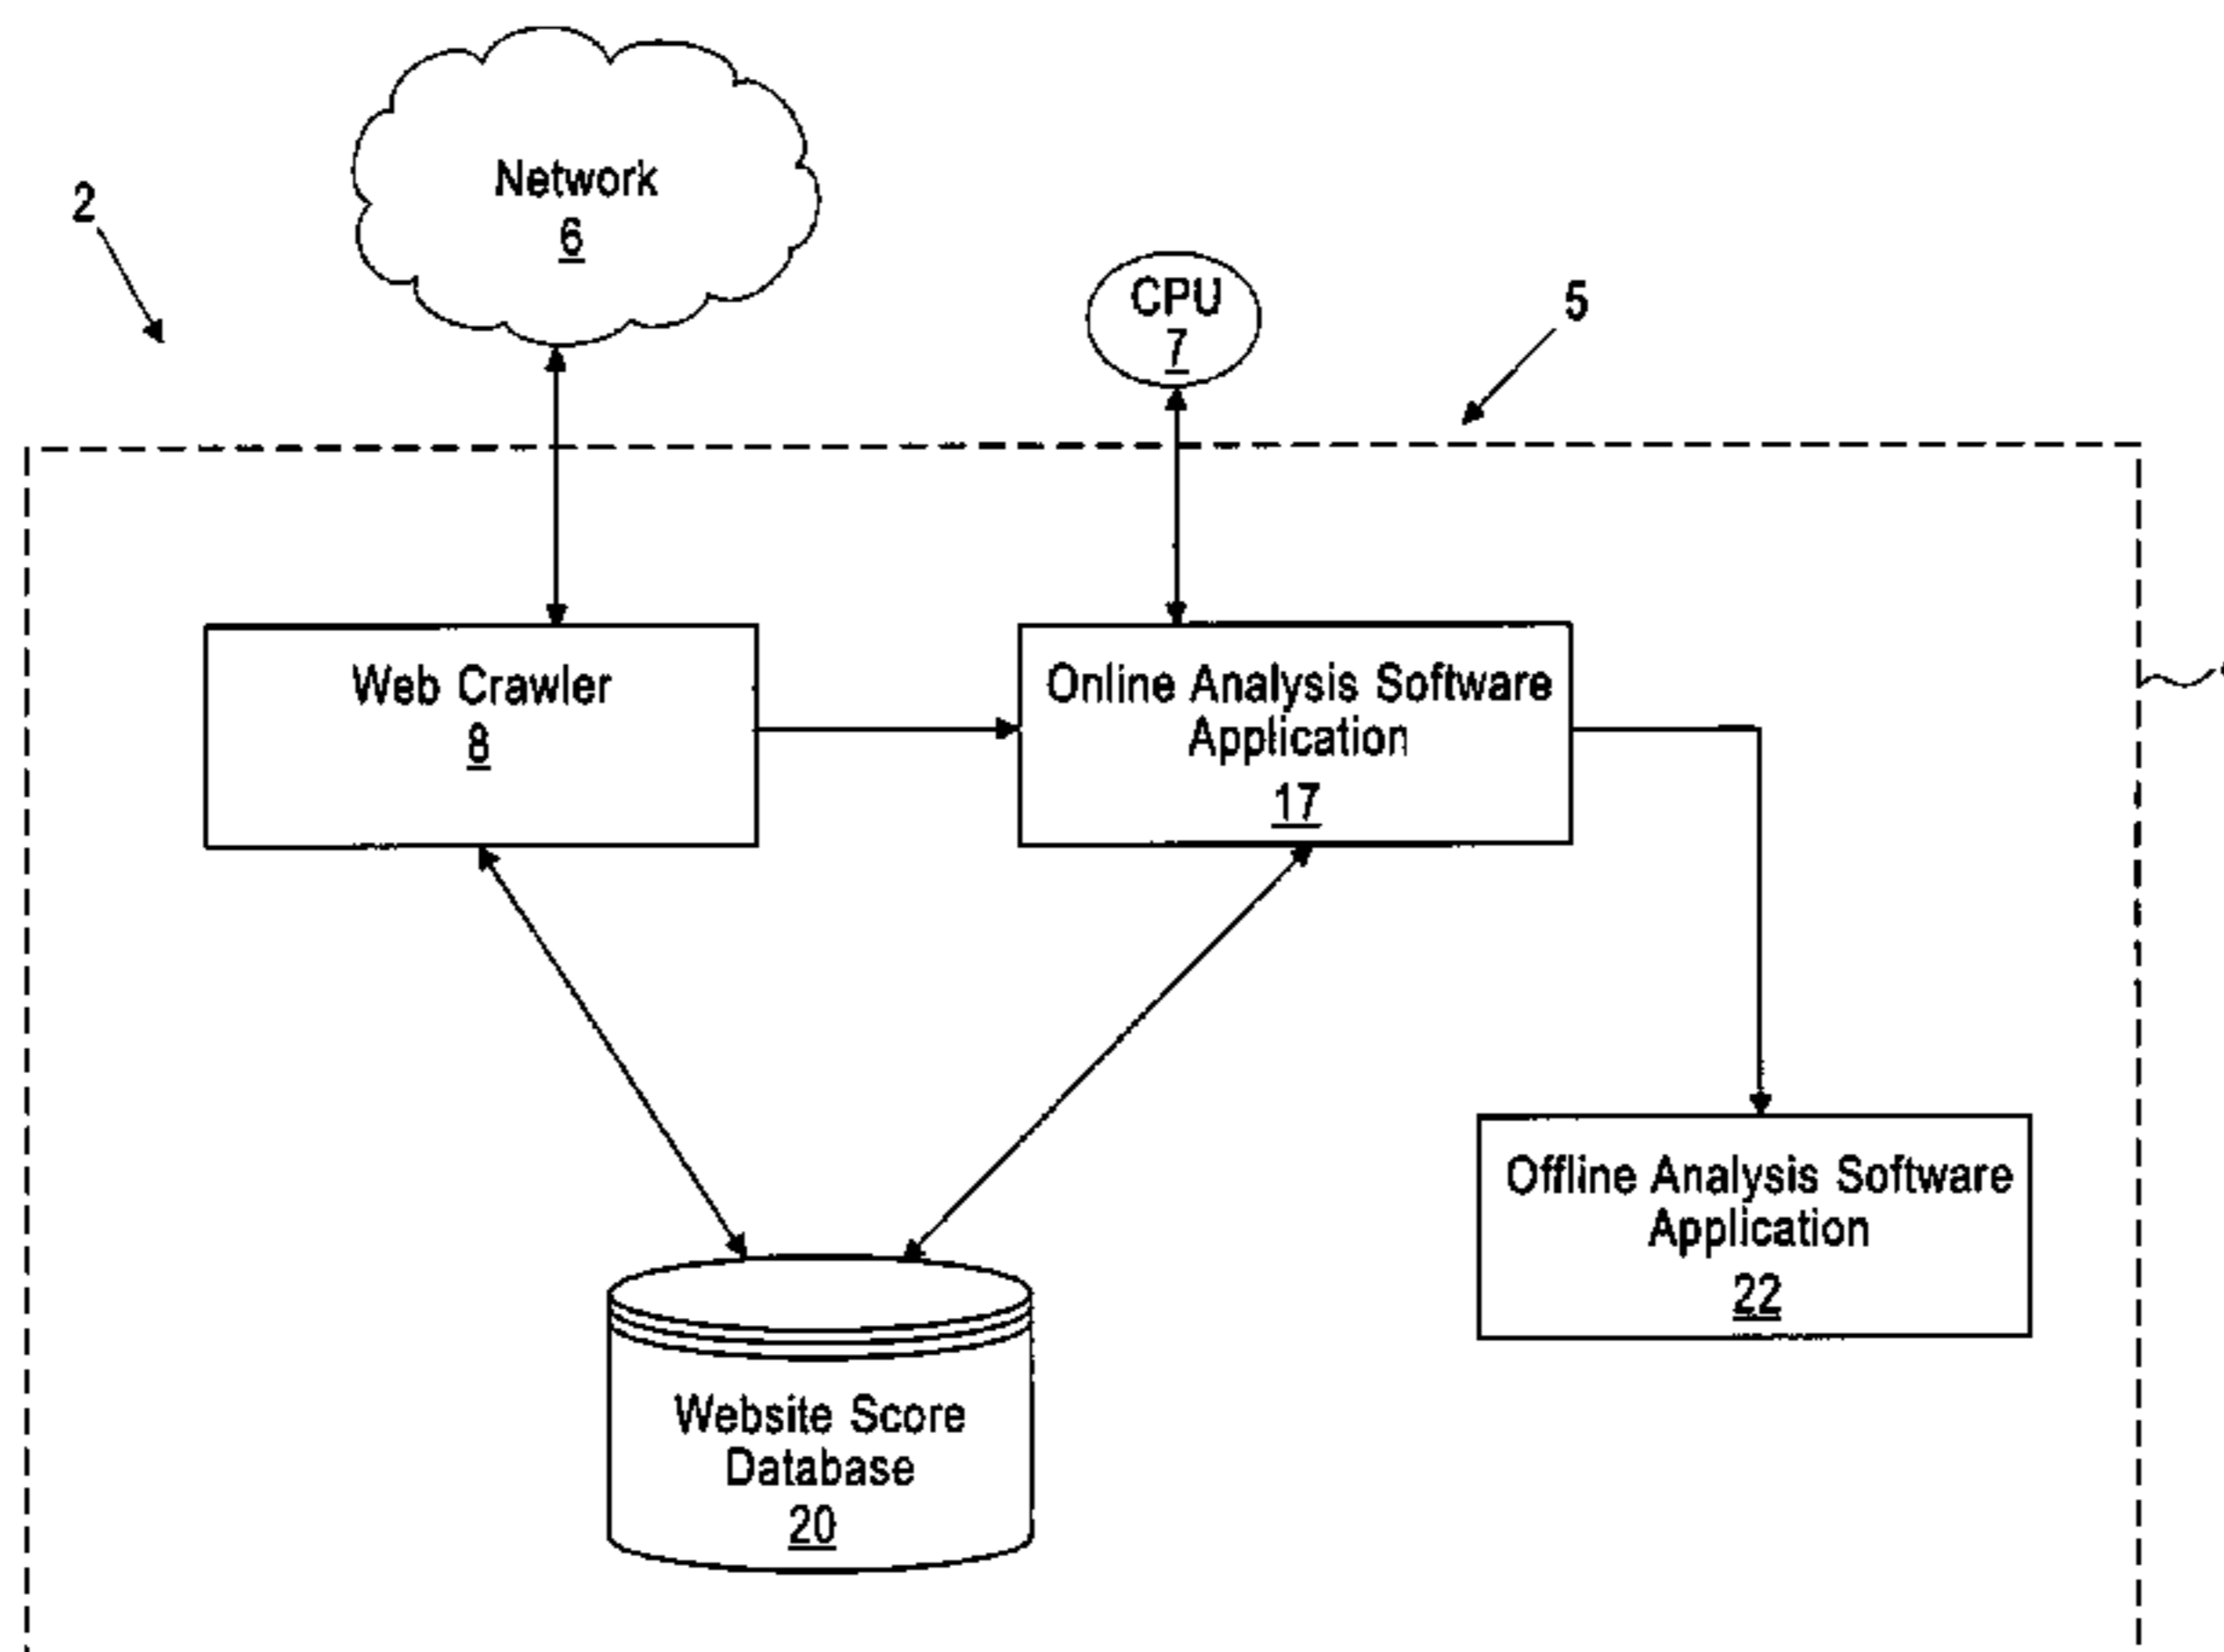 Network
6
2
CPU
7
5
Web Crawler
8
Online Analysis Software
Application
17
Offline Analysis Software
Application
22
Website Score
Database
20